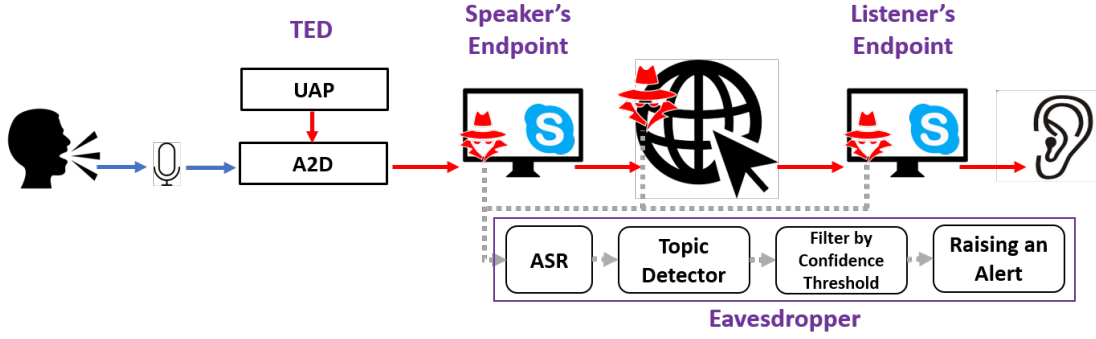 TED
Speaker's
Endpoint
Listener's
Endpoint
UAP
A2D
S
S
ASR
Topic
Detector
Filter by
Confidence
Threshold
Raising an
Alert
Eavesdropper